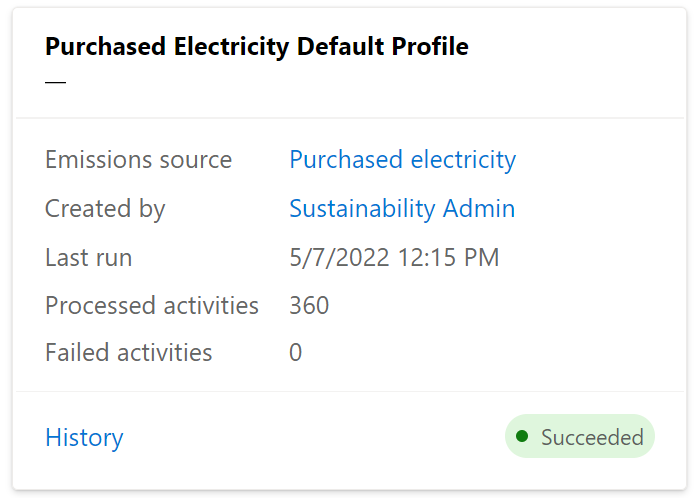 Purchased Electricity Default Profile
—
Emissions source Purchased electricity
Created by Sustainability Admin
Last run 5/7/2022 12:15 PM
Processed activities 360
Failed activities 0
History Succeeded